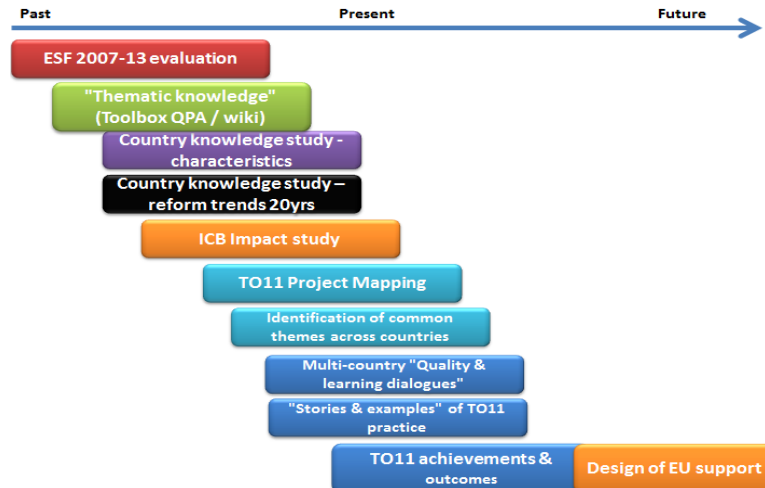 Past Present Future
ESF 2007-13 evaluation
"Thematic knowledge"
(Toolbox QPA / wiki)
Country knowledge study -
characteristics
Country knowledge study –
reform trends 20yrs
ICB Impact study
TO11 Project Mapping
Identification of common
themes across countries
Multi-country "Quality &
learning dialogues"
"Stories & examples" of TO11
practice
TO11 achievements &
outcomes
Design of EU support